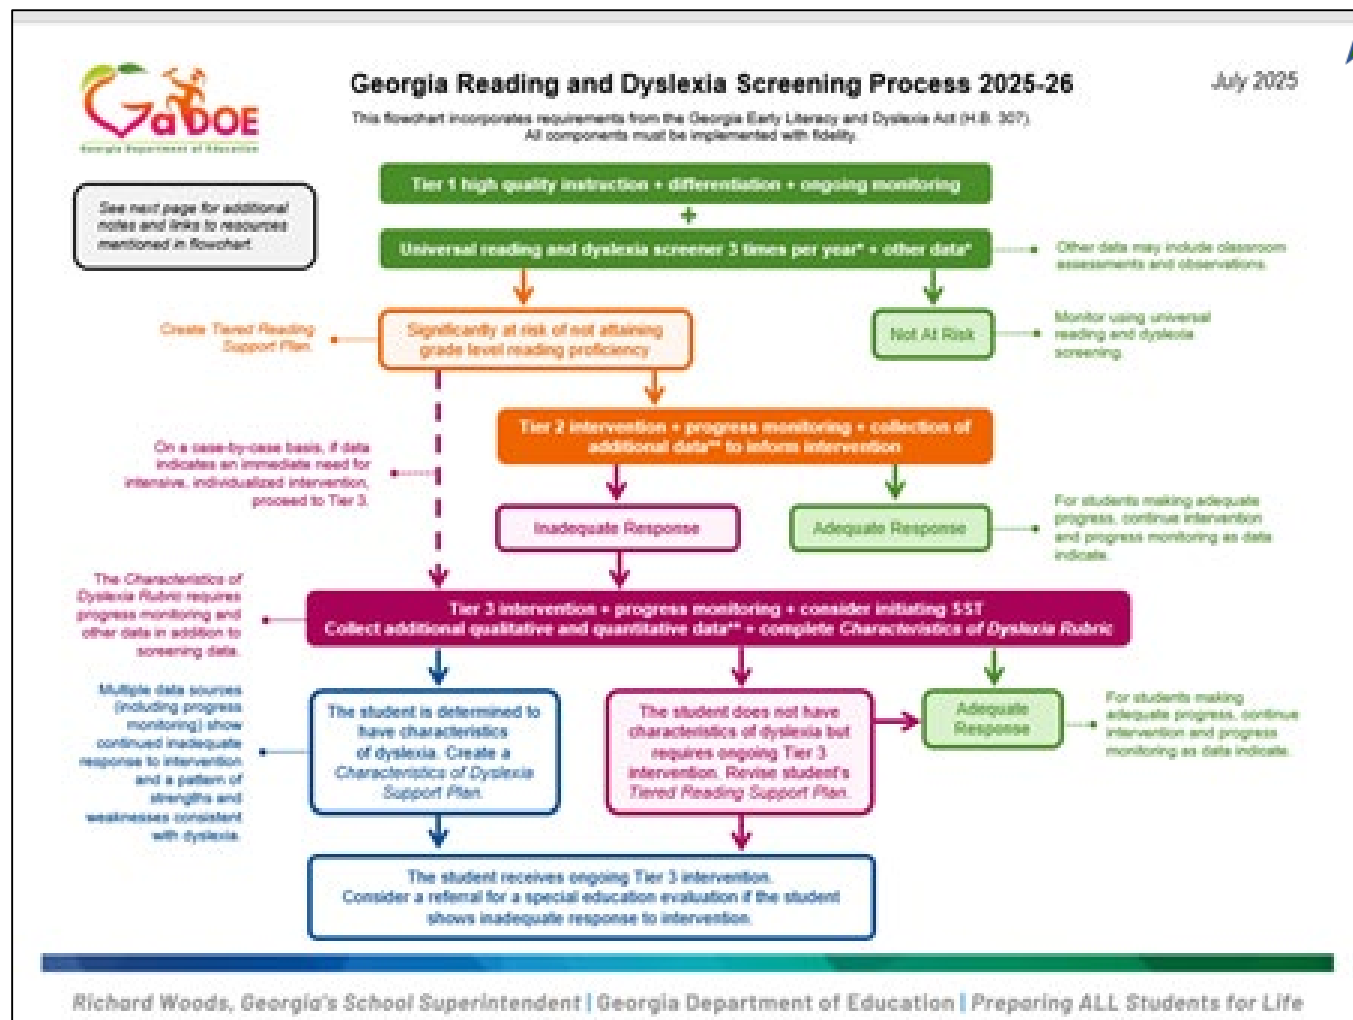 Georgia Reading and Dyslexia Screening Process 2025-26
July 2025
This flowchart incorporates requirements from the Georgia Early Literacy and Dyslexia Act (H.B. 307).
All components must be implemented with fidelity.
GaDOE
Georgia Department of Education
See next page for additional
notes and links to resources
mentioned in flowchart.
Tier 1 high quality instruction + differentiation + ongoing monitoring
+
Universal reading and dyslexia screener 3 times per year* + other data*
Other data may include classroom
assessments and observations.
Create Tiered Reading
Support Plan.
Significantly at risk of not attaining
grade level reading proficiency
Not At Risk
Monitor using universal
reading and dyslexia
screening.
Tier 2 intervention + progress monitoring + collection of
additional data** to inform intervention
On a case-by-case basis, if data
indicates an immediate need for
intensive, individualized intervention,
proceed to Tier 3.
Inadequate Response
Adequate Response
For students making adequate
progress, continue intervention
and progress monitoring as data
indicate.
The Characteristics of
Dyslexia Rubric requires
progress monitoring and
other data in addition to
screening data.
Tier 3 intervention + progress monitoring + consider initiating SST
Collect additional qualitative and quantitative data** + complete Characteristics of Dyslexia Rubric
Multiple data sources
(including progress
monitoring) show
continued inadequate
response to intervention
and a pattern of
strengths and
weaknesses consistent
with dyslexia.
The student is determined to
have characteristics
of dyslexia. Create a
Characteristics of Dyslexia
Support Plan.
The student does not have
characteristics of dyslexia but
requires ongoing Tier 3
intervention. Revise student's
Tiered Reading Support Plan.
Adequate
Response
For students making
adequate progress, continue
intervention and progress
monitoring as data indicate.
The student receives ongoing Tier 3 intervention.
Consider a referral for a special education evaluation if the student
shows inadequate response to intervention.
Richard Woods, Georgia's School Superintendent | Georgia Department of Education | Preparing ALL Students for Life